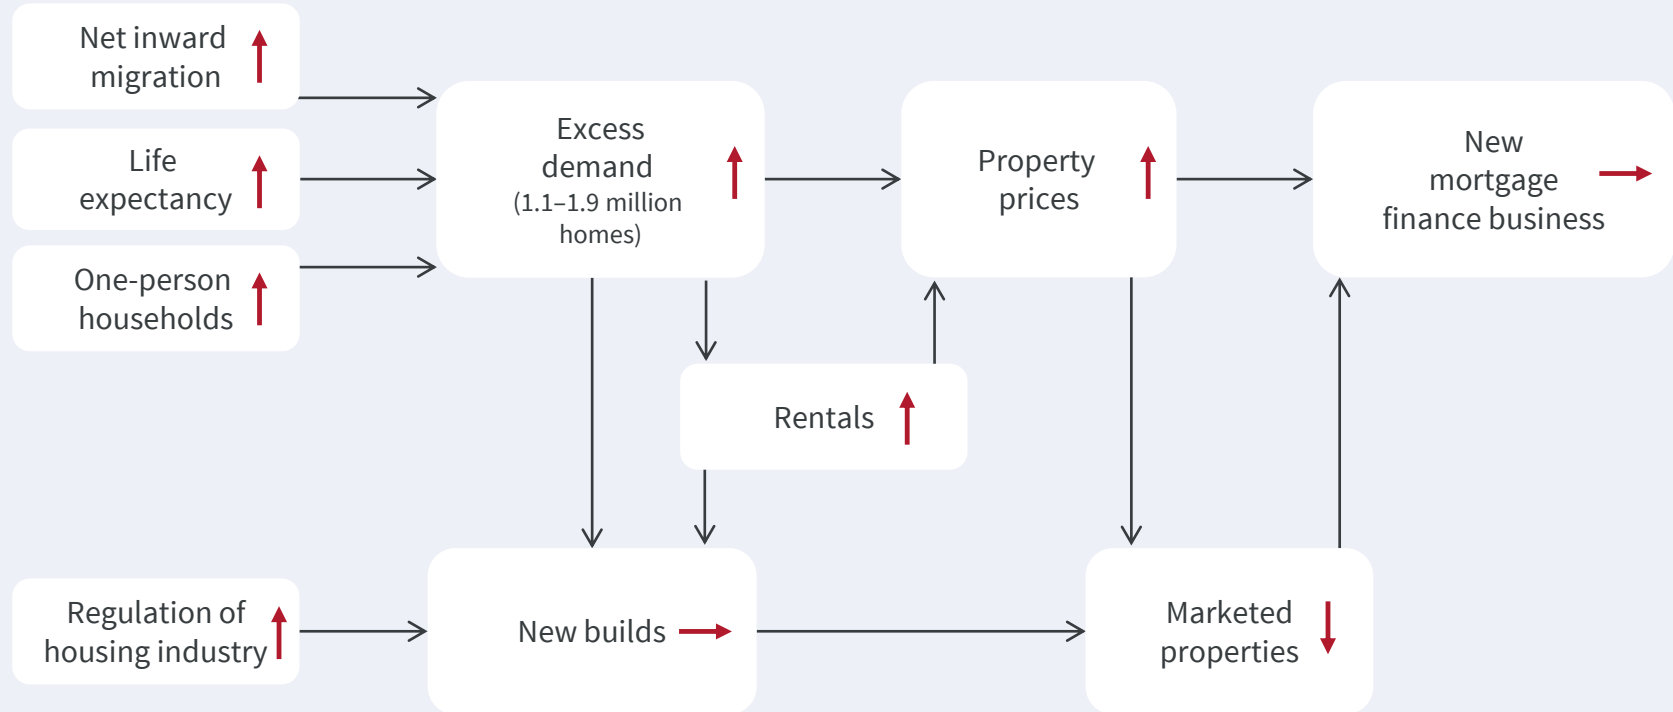 Net inward
migration
Life
expectancy
One-person
households
Excess
demand
(1.1–1.9 million
homes)
Property
prices
New
mortgage
finance business
Rentals
Regulation of
housing industry
New builds
Marketed
properties